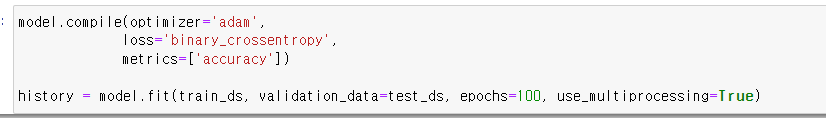 model.compile(optimizer='adam',
              loss='binary_crossentropy',
              metrics=['accuracy'])
history = model.fit(train_ds, validation_data=test_ds, epochs=100, use_multiprocessing=True)